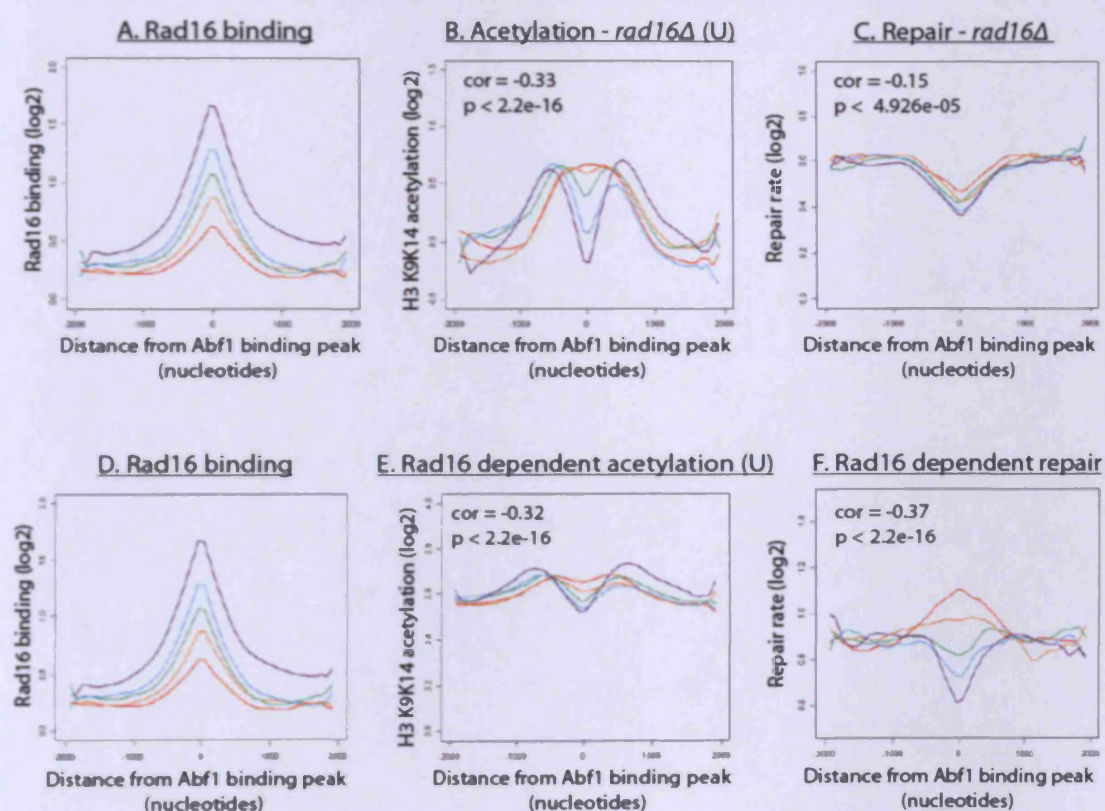 A. Rad16 binding
B. Acetylation - rad16Δ (U)
C. Repair - rad16Δ
Rad16 binding (log2)
Distance from Abf1 binding peak
(nucleotides)
H3 K9K14 acetylation (log2)
cor = -0.33
p < 2.2e-16
Distance from Abf1 binding peak
(nucleotides)
Repair rate (log2)
cor = -0.15
p < 4.926e-05
Distance from Abf1 binding peak
(nucleotides)
D. Rad16 binding
E. Rad16 dependent acetylation (U)
F. Rad16 dependent repair
Rad16 binding (log2)
Distance from Abf1 binding peak
(nucleotides)
H3 K9K14 acetylation (log2)
cor = -0.32
p < 2.2e-16
Distance from Abf1 binding peak
(nucleotides)
Repair rate (log2)
cor = -0.37
p < 2.2e-16
Distance from Abf1 binding peak
(nucleotides)